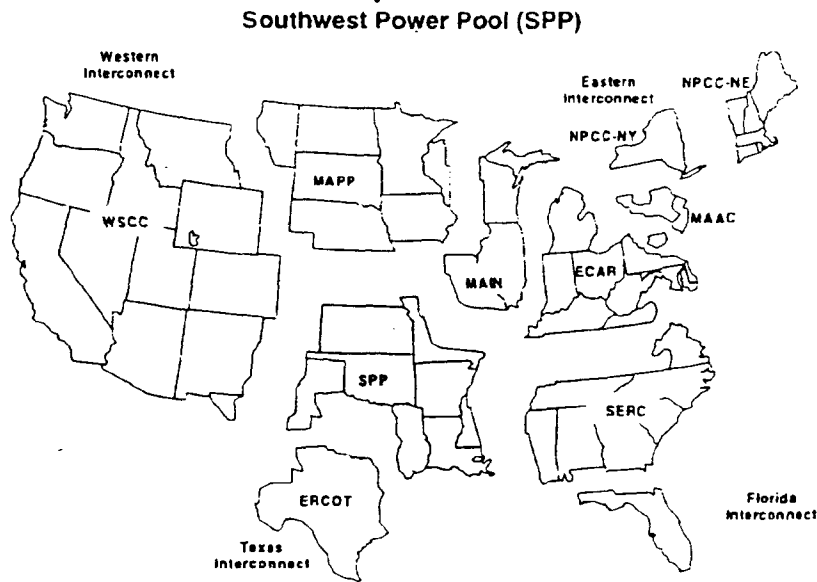 Southwest Power Pool (SPP)
Western
Interconnect
Eastern
Interconnect
NPCC-NE
NPCC-NY
MAPP
WSCC
MAAC
MAIN
ECAR
SPP
SERC
ERCOT
Texas
Interconnect
Florida
Interconnect